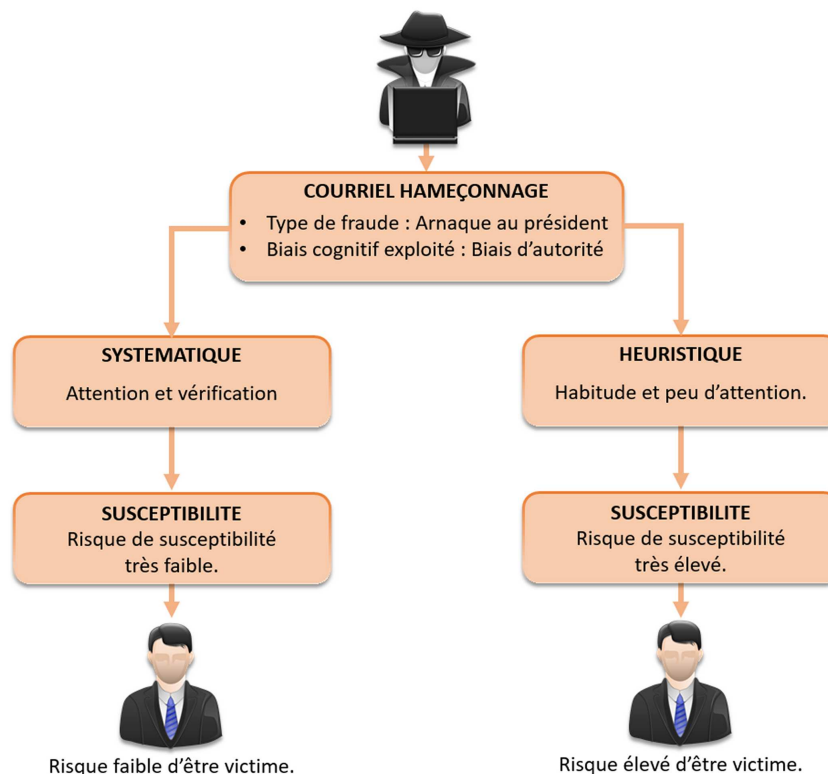 COURRIEL HAMEÇONNAGE
• Type de fraude : Arnaque au président
• Biais cognitif exploité : Biais d’autorité
SYSTEMATIQUE
Attention et vérification
HEURISTIQUE
Habitude et peu d’attention.
SUSCEPTIBILITE
Risque de susceptibilité
très faible.
SUSCEPTIBILITE
Risque de susceptibilité
très élevé.
Risque faible d’être victime.
Risque élevé d’être victime.